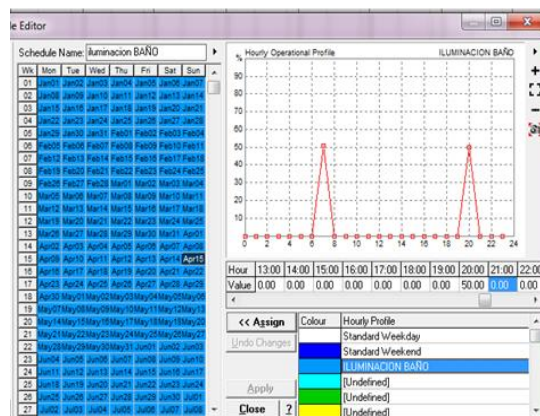 le Editor
Schedule Name: iluminacion BAÑO
Wk Mon Tue Wed Thu Fri Sat Sun
01 Jan01 Jan02 Jan03 Jan04 Jan05 Jan06 Jan07
02 Jan08 Jan09 Jan10 Jan11 Jan12 Jan13 Jan14
03 Jan15 Jan16 Jan17 Jan18 Jan19 Jan20 Jan21
04 Jan22 Jan23 Jan24 Jan25 Jan26 Jan27 Jan28
05 Jan29 Jan30 Jan31 Feb01 Feb02 Feb03 Feb04
06 Feb05 Feb06 Feb07 Feb08 Feb09 Feb10 Feb11
07 Feb12 Feb13 Feb14 Feb15 Feb16 Feb17 Feb18
08 Feb19 Feb20 Feb21 Feb22 Feb23 Feb24 Feb25
09 Feb26 Feb27 Feb28 Mar01 Mar02 Mar03 Mar04
10 Mar05 Mar06 Mar07 Mar08 Mar09 Mar10 Mar11
11 Mar12 Mar13 Mar14 Mar15 Mar16 Mar17 Mar18
12 Mar19 Mar20 Mar21 Mar22 Mar23 Mar24 Mar25
13 Mar26 Mar27 Mar28 Mar29 Mar30 Mar31 Apr01
14 Apr02 Apr03 Apr04 Apr05 Apr06 Apr07 Apr08
15 Apr09 Apr10 Apr11 Apr12 Apr13 Apr14 Apr15
16 Apr16 Apr17 Apr18 Apr19 Apr20 Apr21 Apr22
17 Apr23 Apr24 Apr25 Apr26 Apr27 Apr28 Apr29
18 Apr30 May01 May02 May03 May04 May05 May06
19 May07 May08 May09 May10 May11 May12 May13
20 May14 May15 May16 May17 May18 May19 May20
21 May21 May22 May23 May24 May25 May26 May27
22 May28 May29 May30 May31 Jun01 Jun02 Jun03
23 Jun04 Jun05 Jun06 Jun07 Jun08 Jun09 Jun10
24 Jun11 Jun12 Jun13 Jun14 Jun15 Jun16 Jun17
25 Jun18 Jun19 Jun20 Jun21 Jun22 Jun23 Jun24
26 Jun25 Jun26 Jun27 Jun28 Jun29 Jun30 Jul01
27 Jul02 Jul03 Jul04 Jul05 Jul06 Jul07 Jul08
% Hourly Operational Profile ILUMINACION BAÑO
90
80
70
60
50
40
30
20
10
0 2 4 6 8 10 12 14 16 18 20 22 24
Hour 13:00 14:00 15:00 16:00 17:00 18:00 19:00 20:00 21:00 22:00
Value 0.00 0.00 0.00 0.00 0.00 0.00 0.00 50.00 0.00 0.00
<< Assign
Undo Changes
Apply
Close ?
Colour Hourly Profile
Standard Weekday
Standard Weekend
ILUMINACION BAÑO
[Undefined]
[Undefined]
[Undefined]